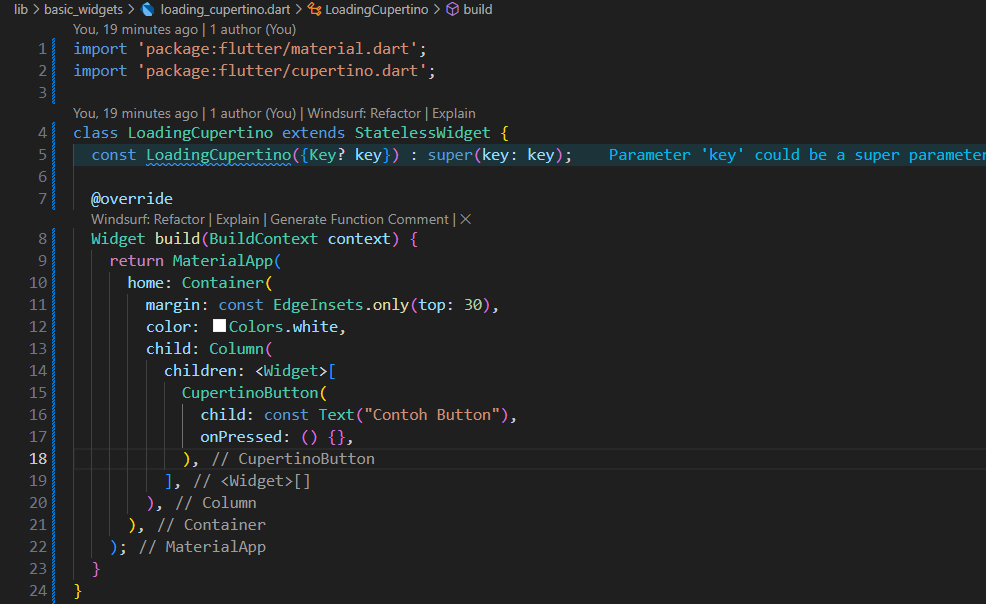 lib > basic_widgets > loading_cupertino.dart > LoadingCupertino > build
You, 19 minutes ago | 1 author (You)
1 import 'package:flutter/material.dart';
2 import 'package:flutter/cupertino.dart';
3
You, 19 minutes ago | 1 author (You) | Windsurf: Refactor | Explain
4 class LoadingCupertino extends StatelessWidget {
5   const LoadingCupertino({Key? key}) : super(key: key);    Parameter 'key' could be a super parameter
6
7   @override
Windsurf: Refactor | Explain | Generate Function Comment | ×
8   Widget build(BuildContext context) {
9     return MaterialApp(
10       home: Container(
11         margin: const EdgeInsets.only(top: 30),
12         color: Colors.white,
13         child: Column(
14           children: <Widget>[
15             CupertinoButton(
16               child: const Text("Contoh Button"),
17               onPressed: () {},
18             ), // CupertinoButton
19           ], // <Widget>[]
20         ), // Column
21       ), // Container
22     ); // MaterialApp
23   }
24 }